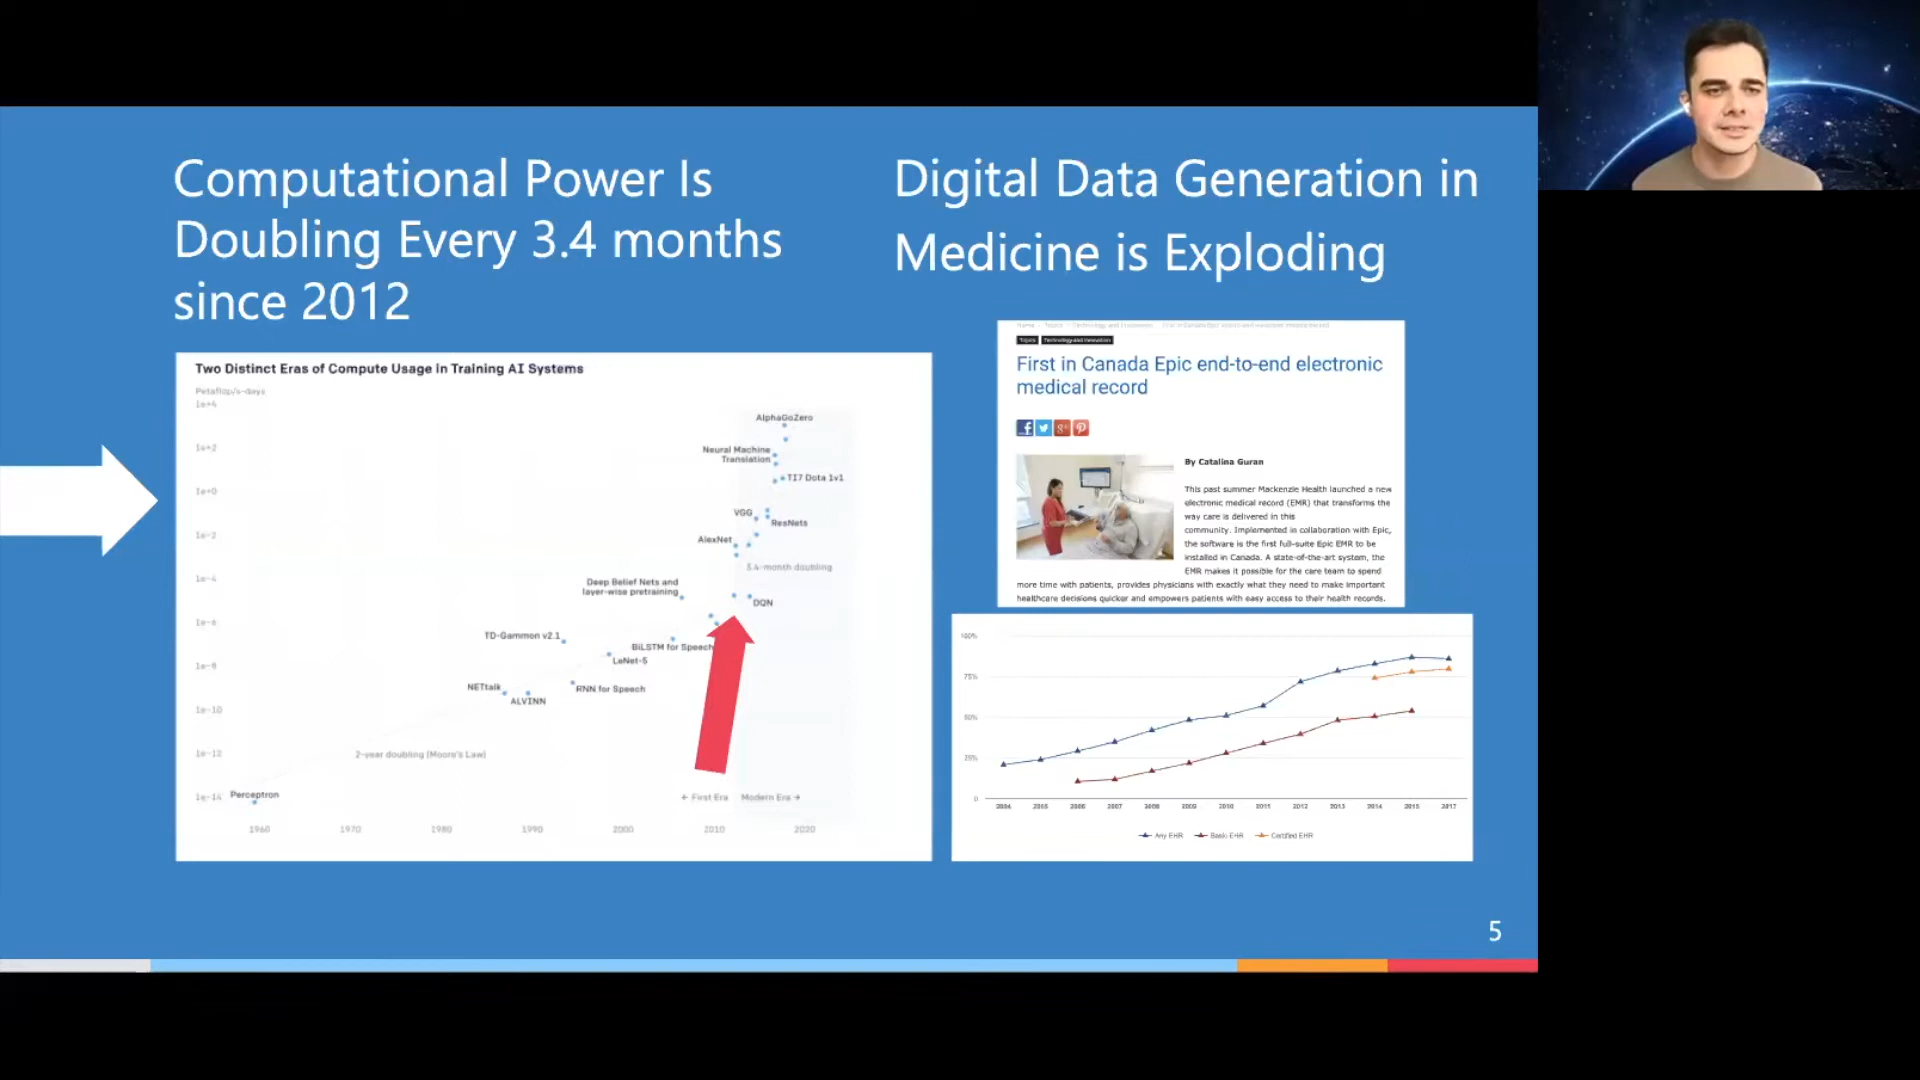 Computational Power Is
Doubling Every 3.4 months
since 2012
Two Distinct Eras of Compute Usage in Training AI Systems
Petaflop/s-days
1e+4
1e+2
1e+0
1e-2
1e-4
1e-6
1e-8
1e-10
1e-12
1e-14
AlphaGoZero
Neural Machine
Translation
TI7 Dota 1v1
VGG
ResNets
AlexNet
3.4-month doubling
Deep Belief Nets and
layer-wise pretraining
DQN
TD-Gammon v2.1
BiLSTM for Speech
LeNet-5
NETtalk
RNN for Speech
ALVINN
2-year doubling (Moore's Law)
Perceptron
← First Era
Modern Era →
1960 1970 1980 1990 2000 2010 2020
Digital Data Generation in
Medicine is Exploding
Topics Technology and Innovation
First in Canada Epic end-to-end electronic
medical record
By Catalina Guran
This past summer Mackenzie Health launched a new
electronic medical record (EMR) that transforms the
way care is delivered in this
community. Implemented in collaboration with Epic,
the software is the first full-suite Epic EMR to be
installed in Canada. A state-of-the-art system, the
EMR makes it possible for the care team to spend
more time with patients, provides physicians with exactly what they need to make important
healthcare decisions quicker and empowers patients with easy access to their health records.
100%
75%
50%
25%
0
2004 2005 2006 2007 2008 2009 2010 2011 2012 2013 2014 2015 2017
Any EHR Basic EHR Certified EHR
5